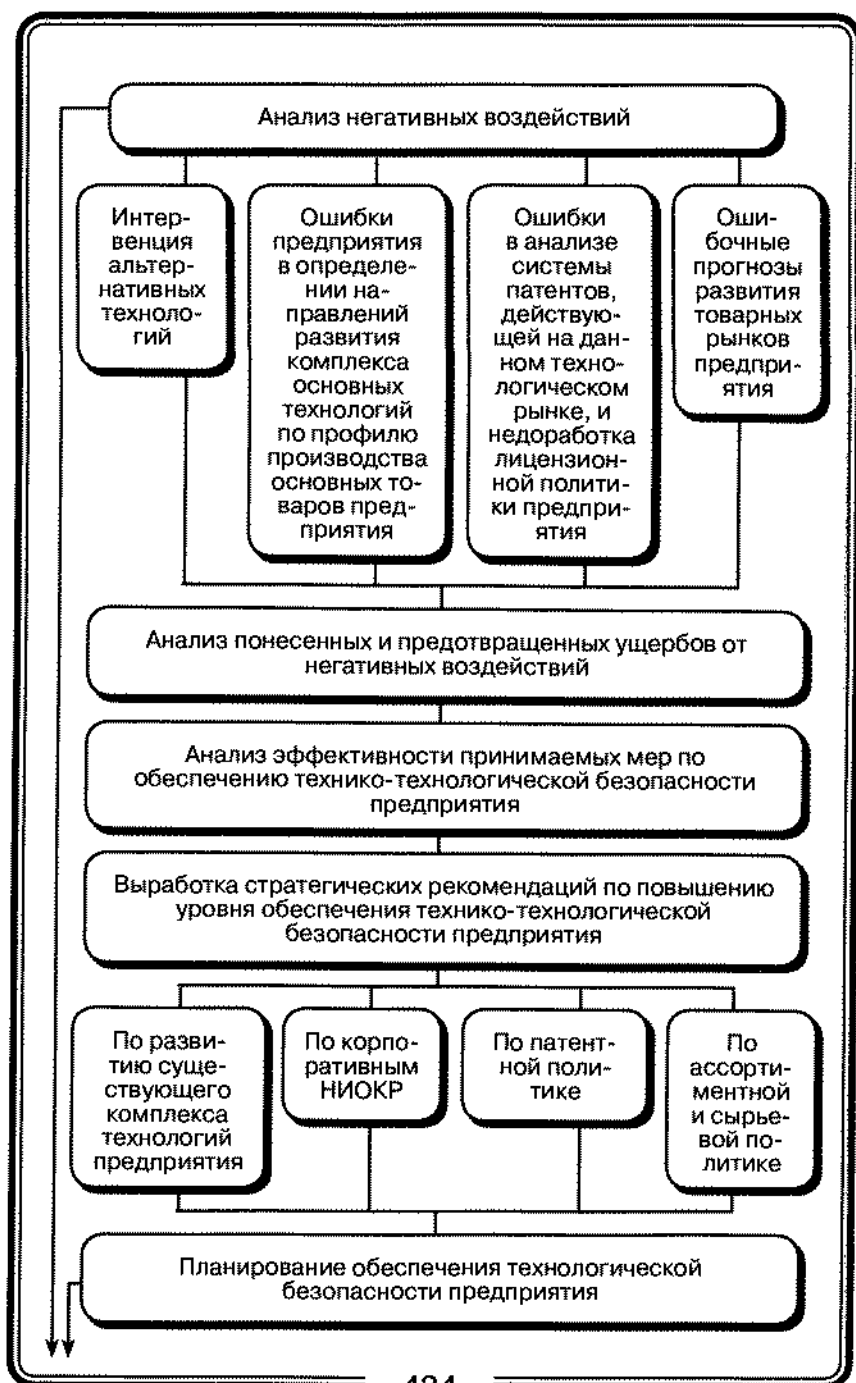 Анализ негативных воздействий
Интер-
венция
альтер-
нативных
техноло-
гий
Ошибки
предприятия
в определе-
нии на-
правлений
развития
комплекса
основных
технологий
по профилю
производства
основных то-
варов пред-
приятия
Ошибки
в анализе
системы
патентов,
действую-
щей на дан-
ном техно-
логическом
рынке, и
недоработка
лицензион-
ной полити-
ки предпри-
ятия
Оши-
бочные
прогнозы
развития
товарных
рынков
предпри-
ятия
Анализ понесенных и предотвращенных ущербов от
негативных воздействий
Анализ эффективности принимаемых мер по
обеспечению технико-технологической безопасности
предприятия
Выработка стратегических рекомендаций по повышению
уровня обеспечения технико-технологической
безопасности предприятия
По разви-
тию суще-
ствующего
комплекса
технологий
предприятия
По корпо-
ративным
НИОКР
По патент-
ной поли-
тике
По
ассорти-
ментной
и сырье-
вой по-
литике
Планирование обеспечения технологической
безопасности предприятия